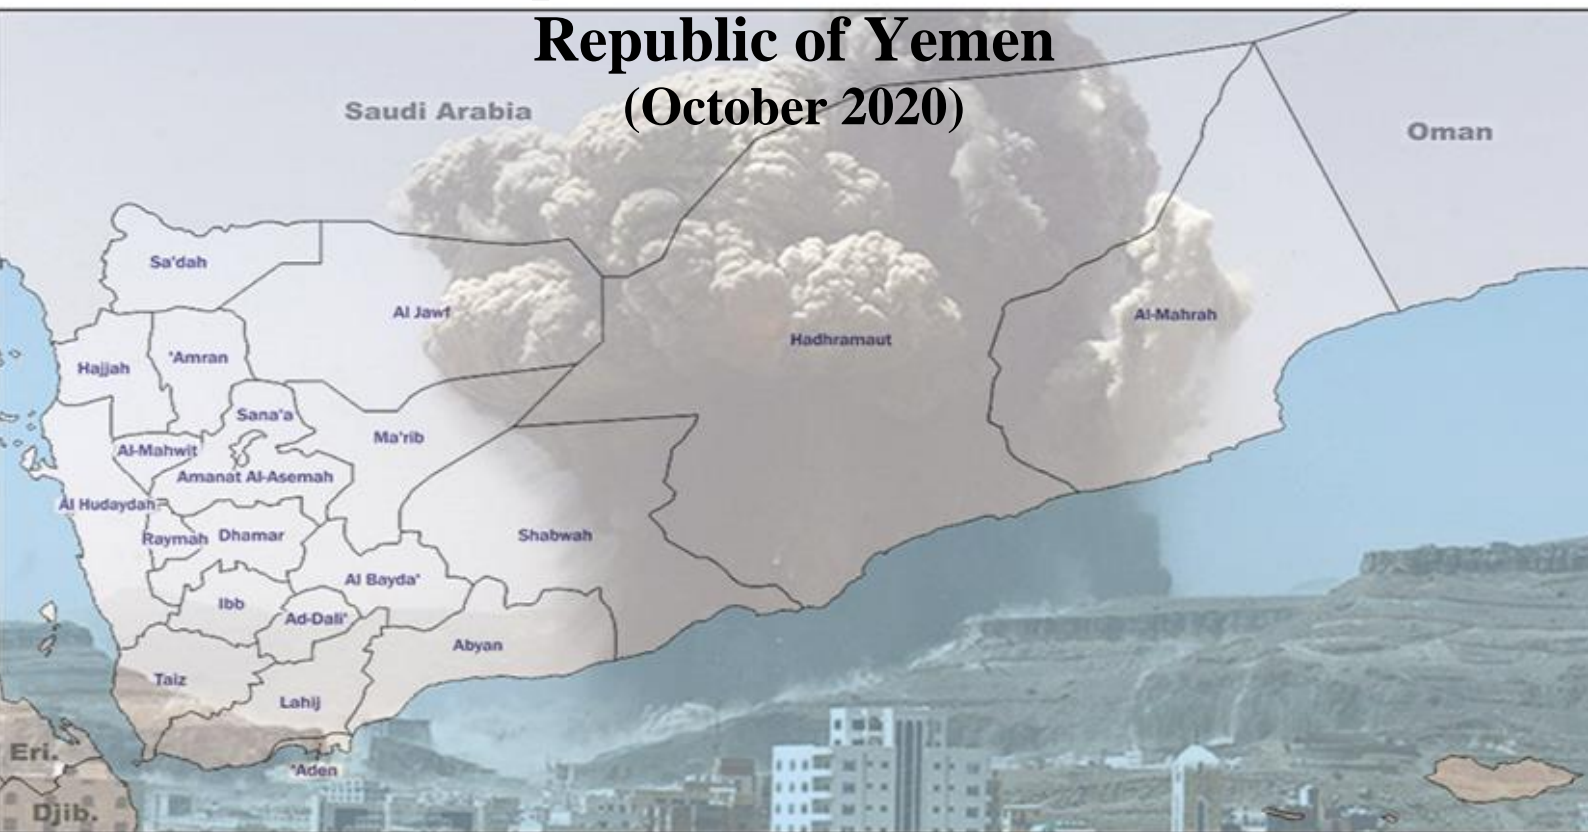 Republic of Yemen
(October 2020)
Saudi Arabia
Oman
Sa'dah
Al Jawf
Al-Mahrah
Hadhramaut
'Amran
Hajjah
Sana'a
Ma'rib
Al-Mahwit
Amanat Al-Asemah
Al Hudaydah
Raymah
Dhamar
Shabwah
Al Bayda'
Ibb
Ad-Dali'
Abyan
Taiz
Lahij
Eri.
'Aden
Djib.